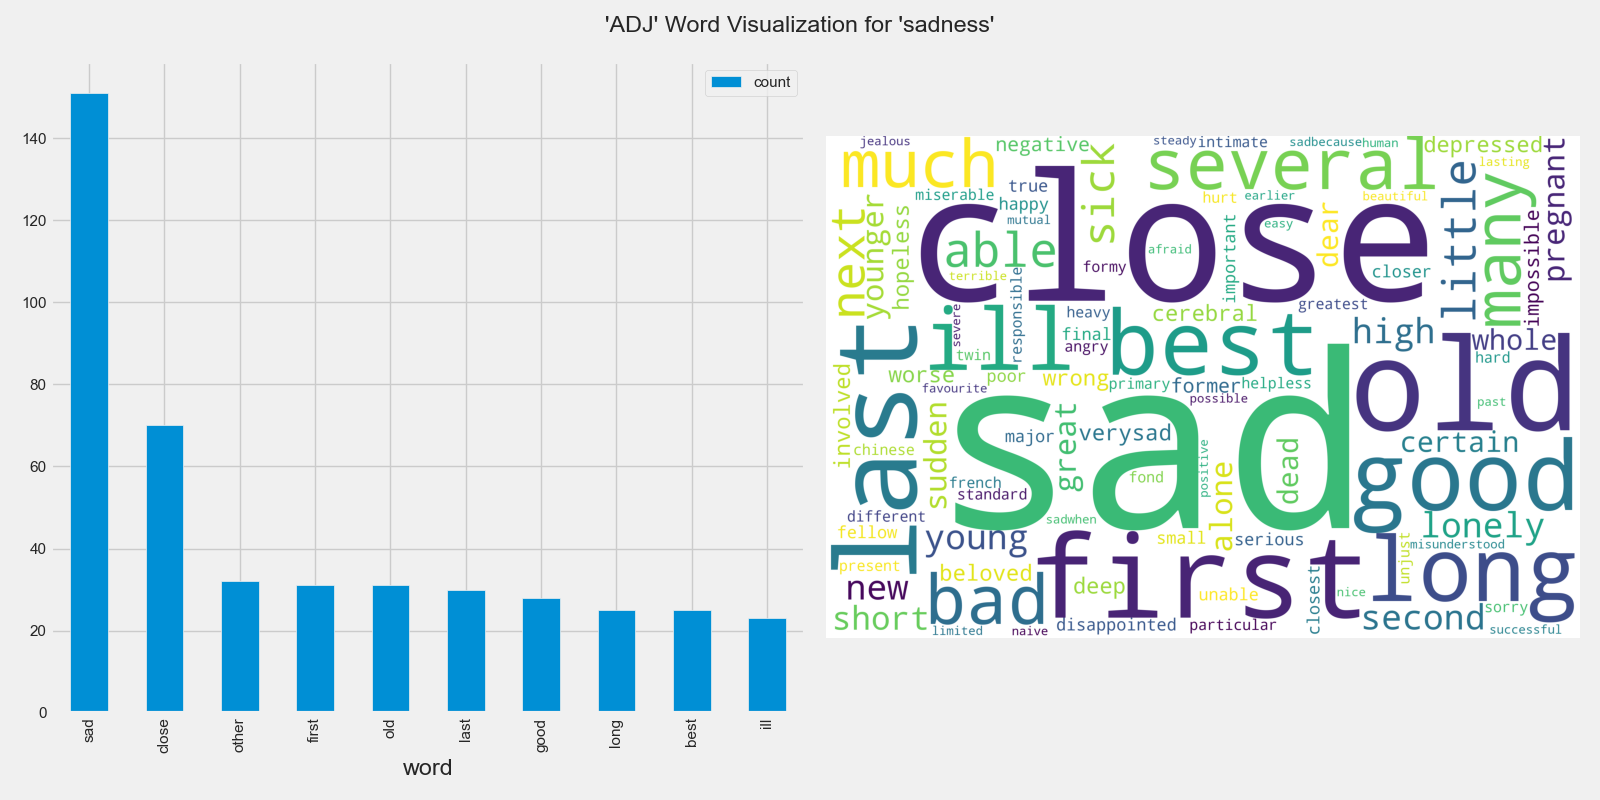 'ADJ' Word Visualization for 'sadness'
count
140
120
100
80
60
40
20
0
sad
close
other
first
old
last
good
long
best
ill
word
jealous
negative
steady
intimate
sadbecause
human
depressed
much
several
lasting
pregnant
sick
true
miserable
happy
mutual
hurt
earlier
beautiful
little
many
close
next
younger
hopeless
able
afraid
easy
important
dear
impossible
formy
terrible
closer
responsible
greatest
severe
heavy
cerebral
ill
best
final
high
whole
last
twin
angry
hard
old
involved
worse
poor
wrong
primary
former
helpless
favourite
possible
past
sad
sudden
great
major
verysad
certain
chinese
dead
good
french
fond
positive
standard
alone
different
sadwhen
lonely
fellow
young
small
serious
unjust
misunderstood
first
long
present
beloved
new
deep
unable
closest
nice
bad
short
second
sorry
limited
naive
disappointed
particular
successful